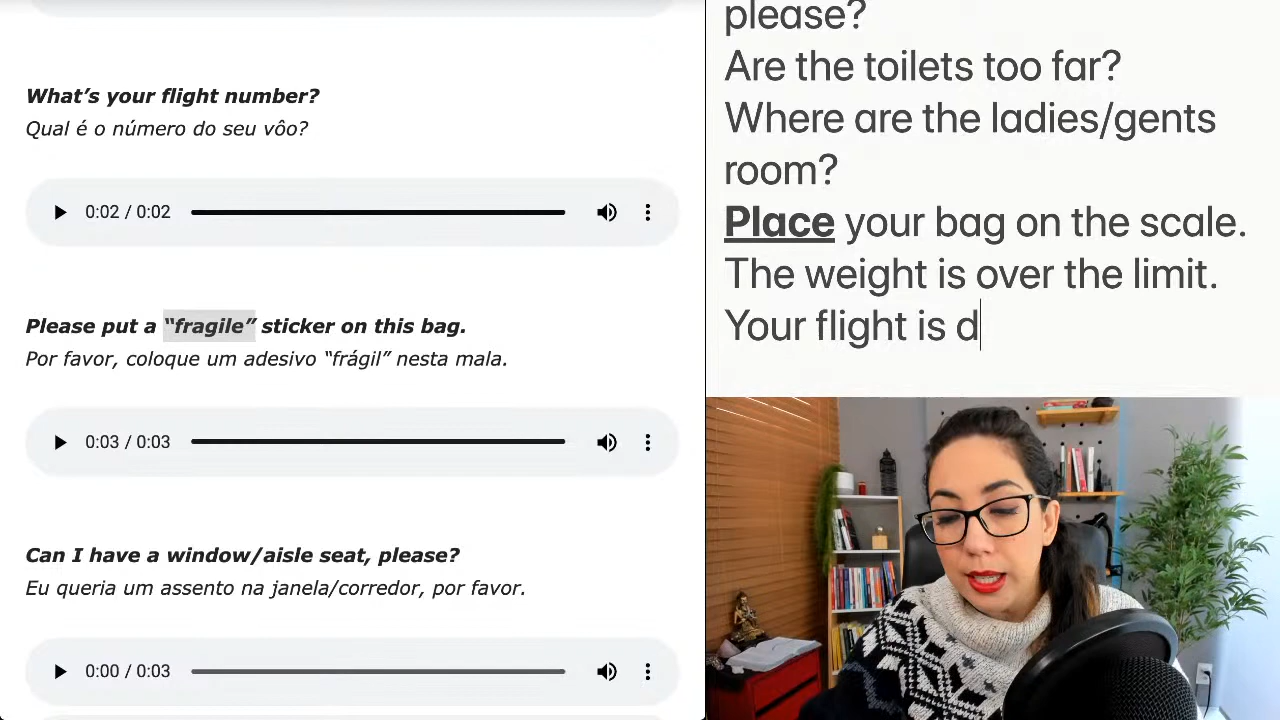 What's your flight number?
Qual é o número do seu vôo?
0:02 / 0:02
Please put a “fragile” sticker on this bag.
Por favor, coloque um adesivo “frágil” nesta mala.
0:03 / 0:03
Can I have a window/aisle seat, please?
Eu queria um assento na janela/corredor, por favor.
0:00 / 0:03
please?
Are the toilets too far?
Where are the ladies/gents
room?
Place your bag on the scale.
The weight is over the limit.
Your flight is d